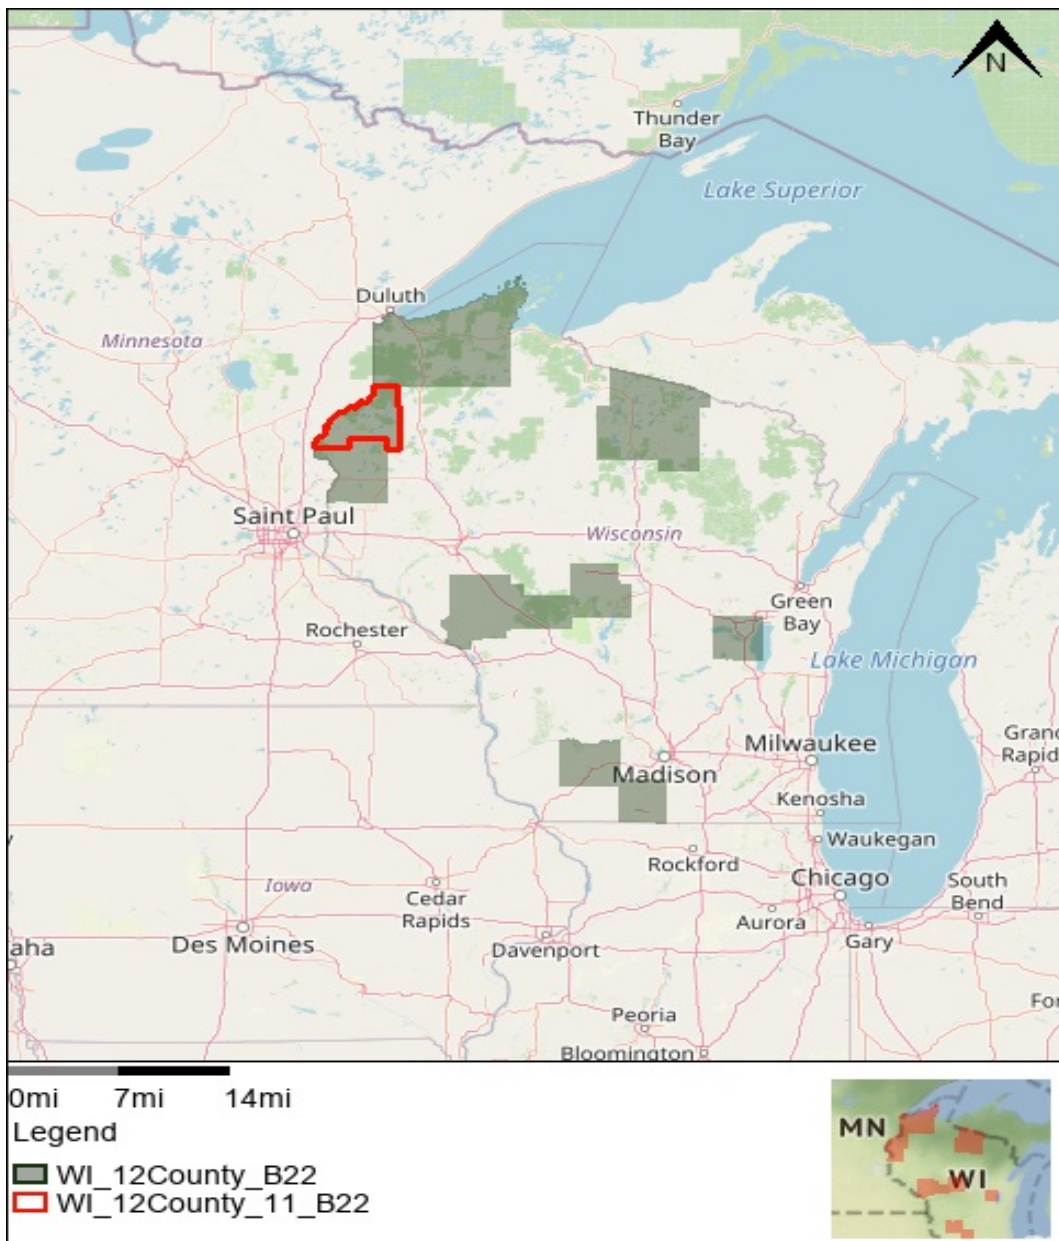 N
Thunder
Bay
Lake Superior
Duluth
Minnesota
Saint Paul
Wisconsin
Green
Bay
Rochester
Lake Michigan
Grand
Rapid
Milwaukee
Madison
Kenosha
Waukegan
Rockford
Chicago
South
Bend
Iowa
Cedar
Rapids
Aurora
Gary
Des Moines
Davenport
aha
Peoria
For
Bloomington
0mi 7mi 14mi
Legend
WI_12County_B22
WI_12County_11_B22
MN
WI